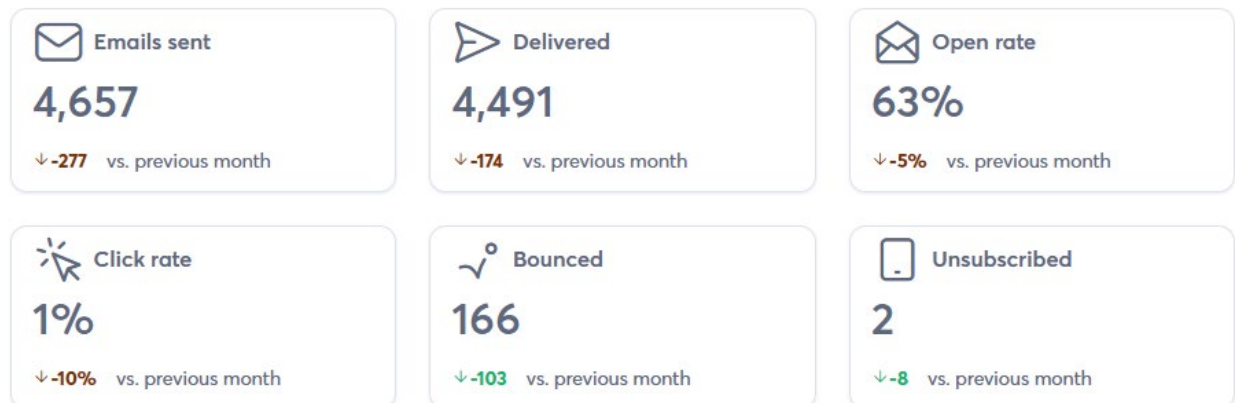 Emails sent
4,657
↓-277 vs. previous month
Delivered
4,491
↓-174 vs. previous month
Open rate
63%
↓-5% vs. previous month
Click rate
1%
↓-10% vs. previous month
Bounced
166
↓-103 vs. previous month
Unsubscribed
2
↓-8 vs. previous month